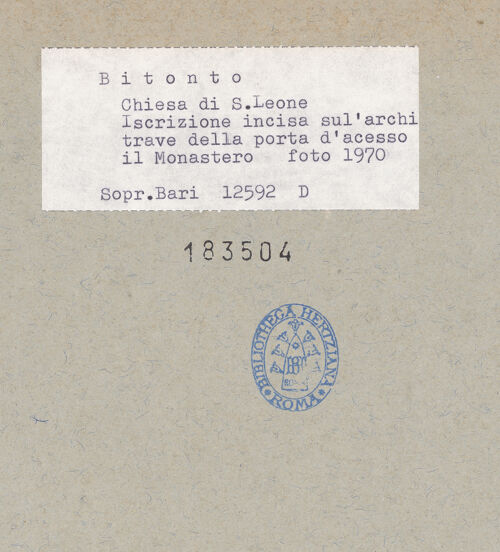 B i t o n t o
Chiesa di S.Leone
Iscrizione incisa sul'archi
trave della porta d'acesso
il Monastero foto 1970
Sopr.Bari 12592 D
183504
BIBLIOTHECA HERTZIANA
ROMA